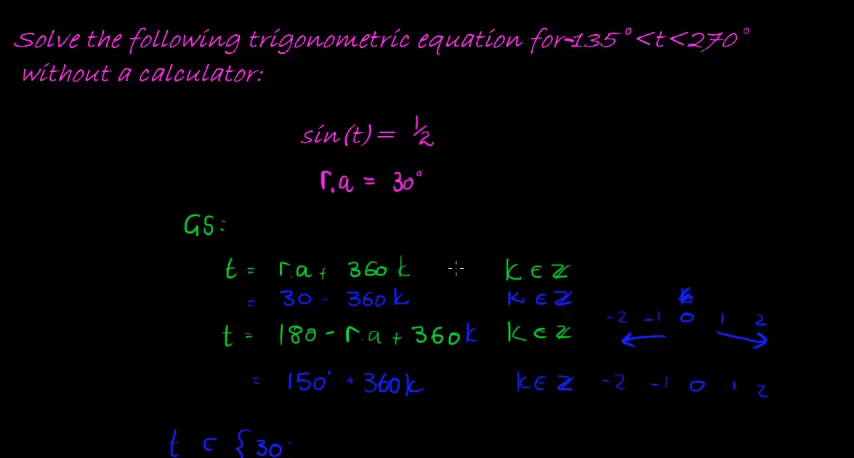 Solve the following trigonometric equation for -135° < t < 270°
without a calculator:
sin(t) = 1/2
r.a = 30°
GS:
t = r.a + 360k k ∈ Z
= 30 + 360k k ∈ Z
k
-2 -1 0 1 2
t = 180 - r.a + 360k k ∈ Z
= 150° + 360k k ∈ Z -2 -1 0 1 2
t ∈ { 30